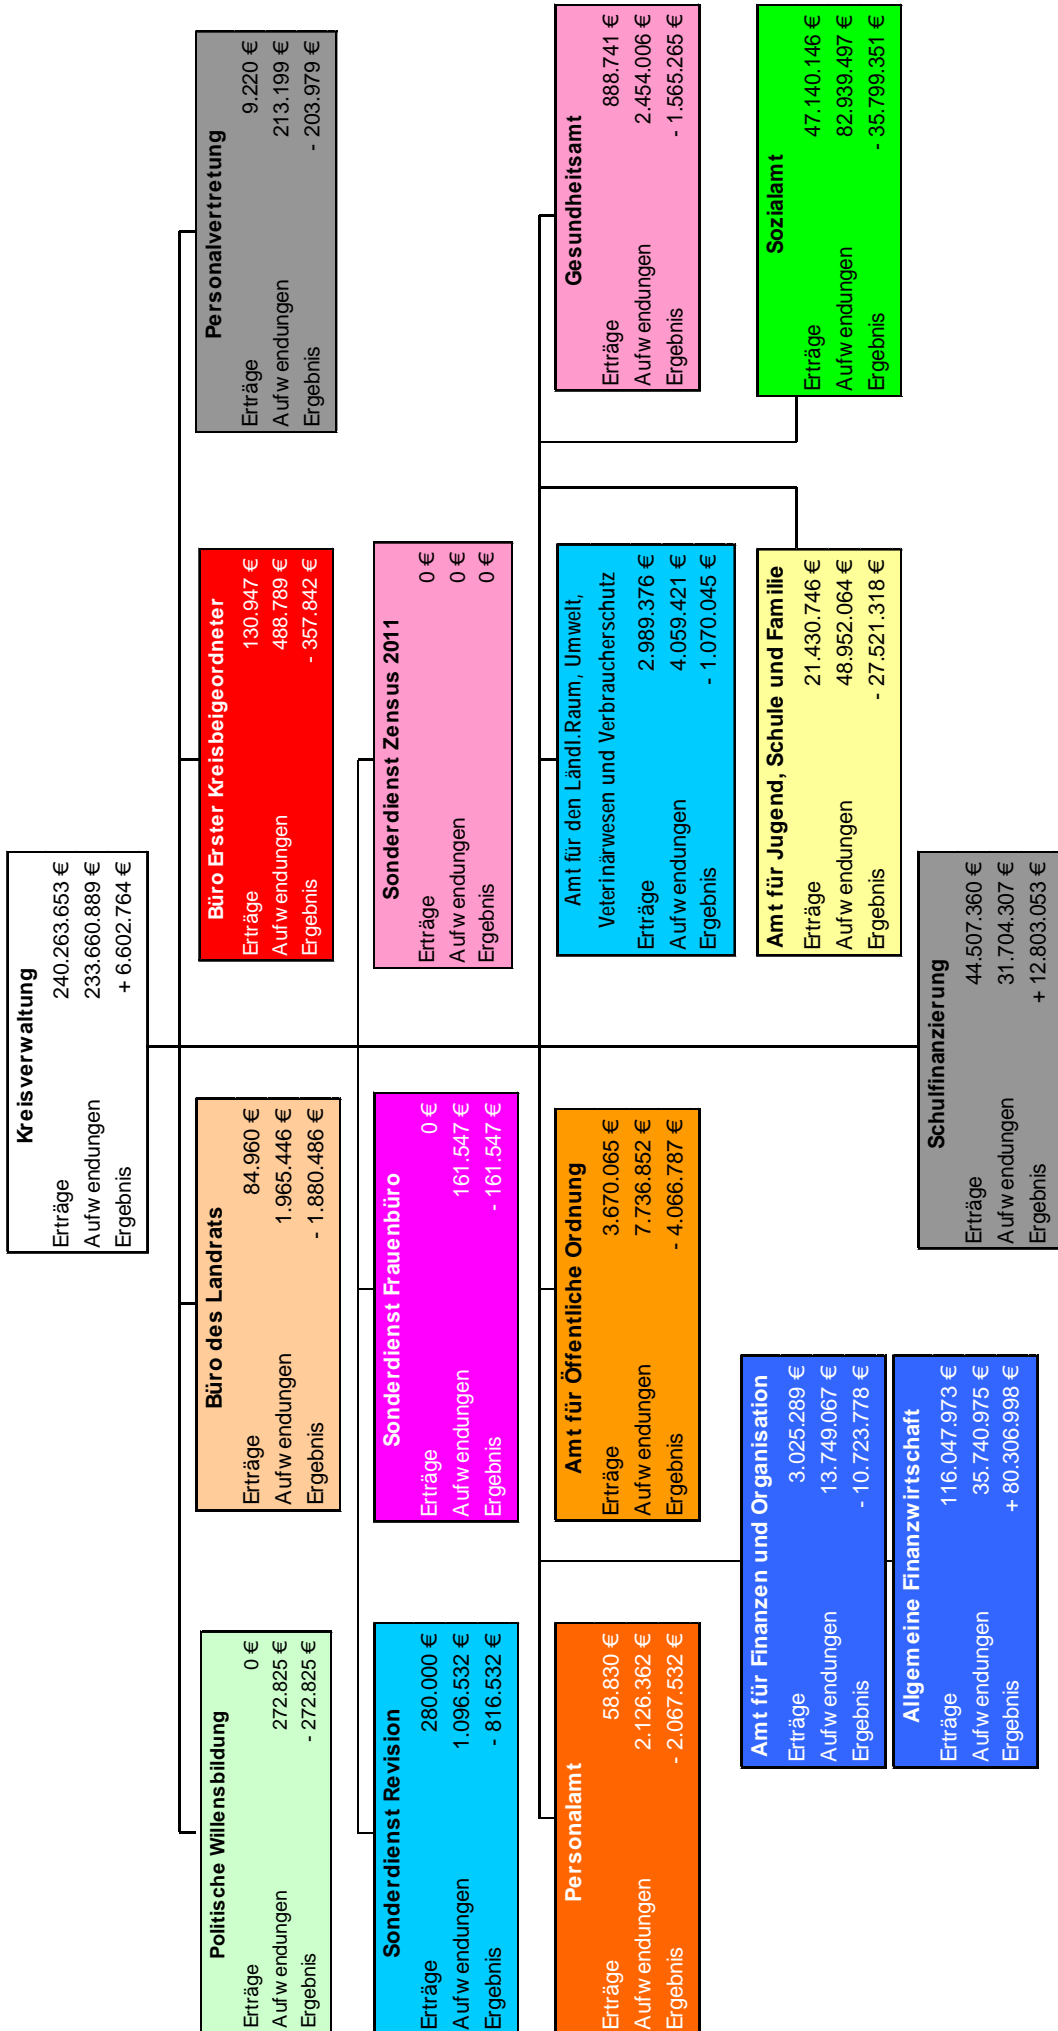 Kreisverwaltung
Erträge 240.263.653 €
Aufwendungen 233.660.889 €
Ergebnis + 6.602.764 €
Politische Willensbildung
Erträge 0 €
Aufwendungen 272.825 €
Ergebnis - 272.825 €
Büro des Landrats
Erträge 84.960 €
Aufwendungen 1.965.446 €
Ergebnis - 1.880.486 €
Büro Erster Kreisbeigeordneter
Erträge 130.947 €
Aufwendungen 488.789 €
Ergebnis - 357.842 €
Personalvertretung
Erträge 9.220 €
Aufwendungen 213.199 €
Ergebnis - 203.979 €
Sonderdienst Revision
Erträge 280.000 €
Aufwendungen 1.096.532 €
Ergebnis - 816.532 €
Sonderdienst Frauenbüro
Erträge 0 €
Aufwendungen 161.547 €
Ergebnis - 161.547 €
Sonderdienst Zensus 2011
Erträge 0 €
Aufwendungen 0 €
Ergebnis 0 €
Personalamt
Erträge 58.830 €
Aufwendungen 2.126.362 €
Ergebnis - 2.067.532 €
Amt für Öffentliche Ordnung
Erträge 3.670.065 €
Aufwendungen 7.736.852 €
Ergebnis - 4.066.787 €
Amt für den Ländl.Raum, Umwelt,
Veterinärwesen und Verbraucherschutz
Erträge 2.989.376 €
Aufwendungen 4.059.421 €
Ergebnis - 1.070.045 €
Gesundheitsamt
Erträge 888.741 €
Aufwendungen 2.454.006 €
Ergebnis - 1.565.265 €
Amt für Finanzen und Organisation
Erträge 3.025.289 €
Aufwendungen 13.749.067 €
Ergebnis - 10.723.778 €
Amt für Jugend, Schule und Familie
Erträge 21.430.746 €
Aufwendungen 48.952.064 €
Ergebnis - 27.521.318 €
Sozialamt
Erträge 47.140.146 €
Aufwendungen 82.939.497 €
Ergebnis - 35.799.351 €
Allgemeine Finanzwirtschaft
Erträge 116.047.973 €
Aufwendungen 35.740.975 €
Ergebnis + 80.306.998 €
Schulfinanzierung
Erträge 44.507.360 €
Aufwendungen 31.704.307 €
Ergebnis + 12.803.053 €